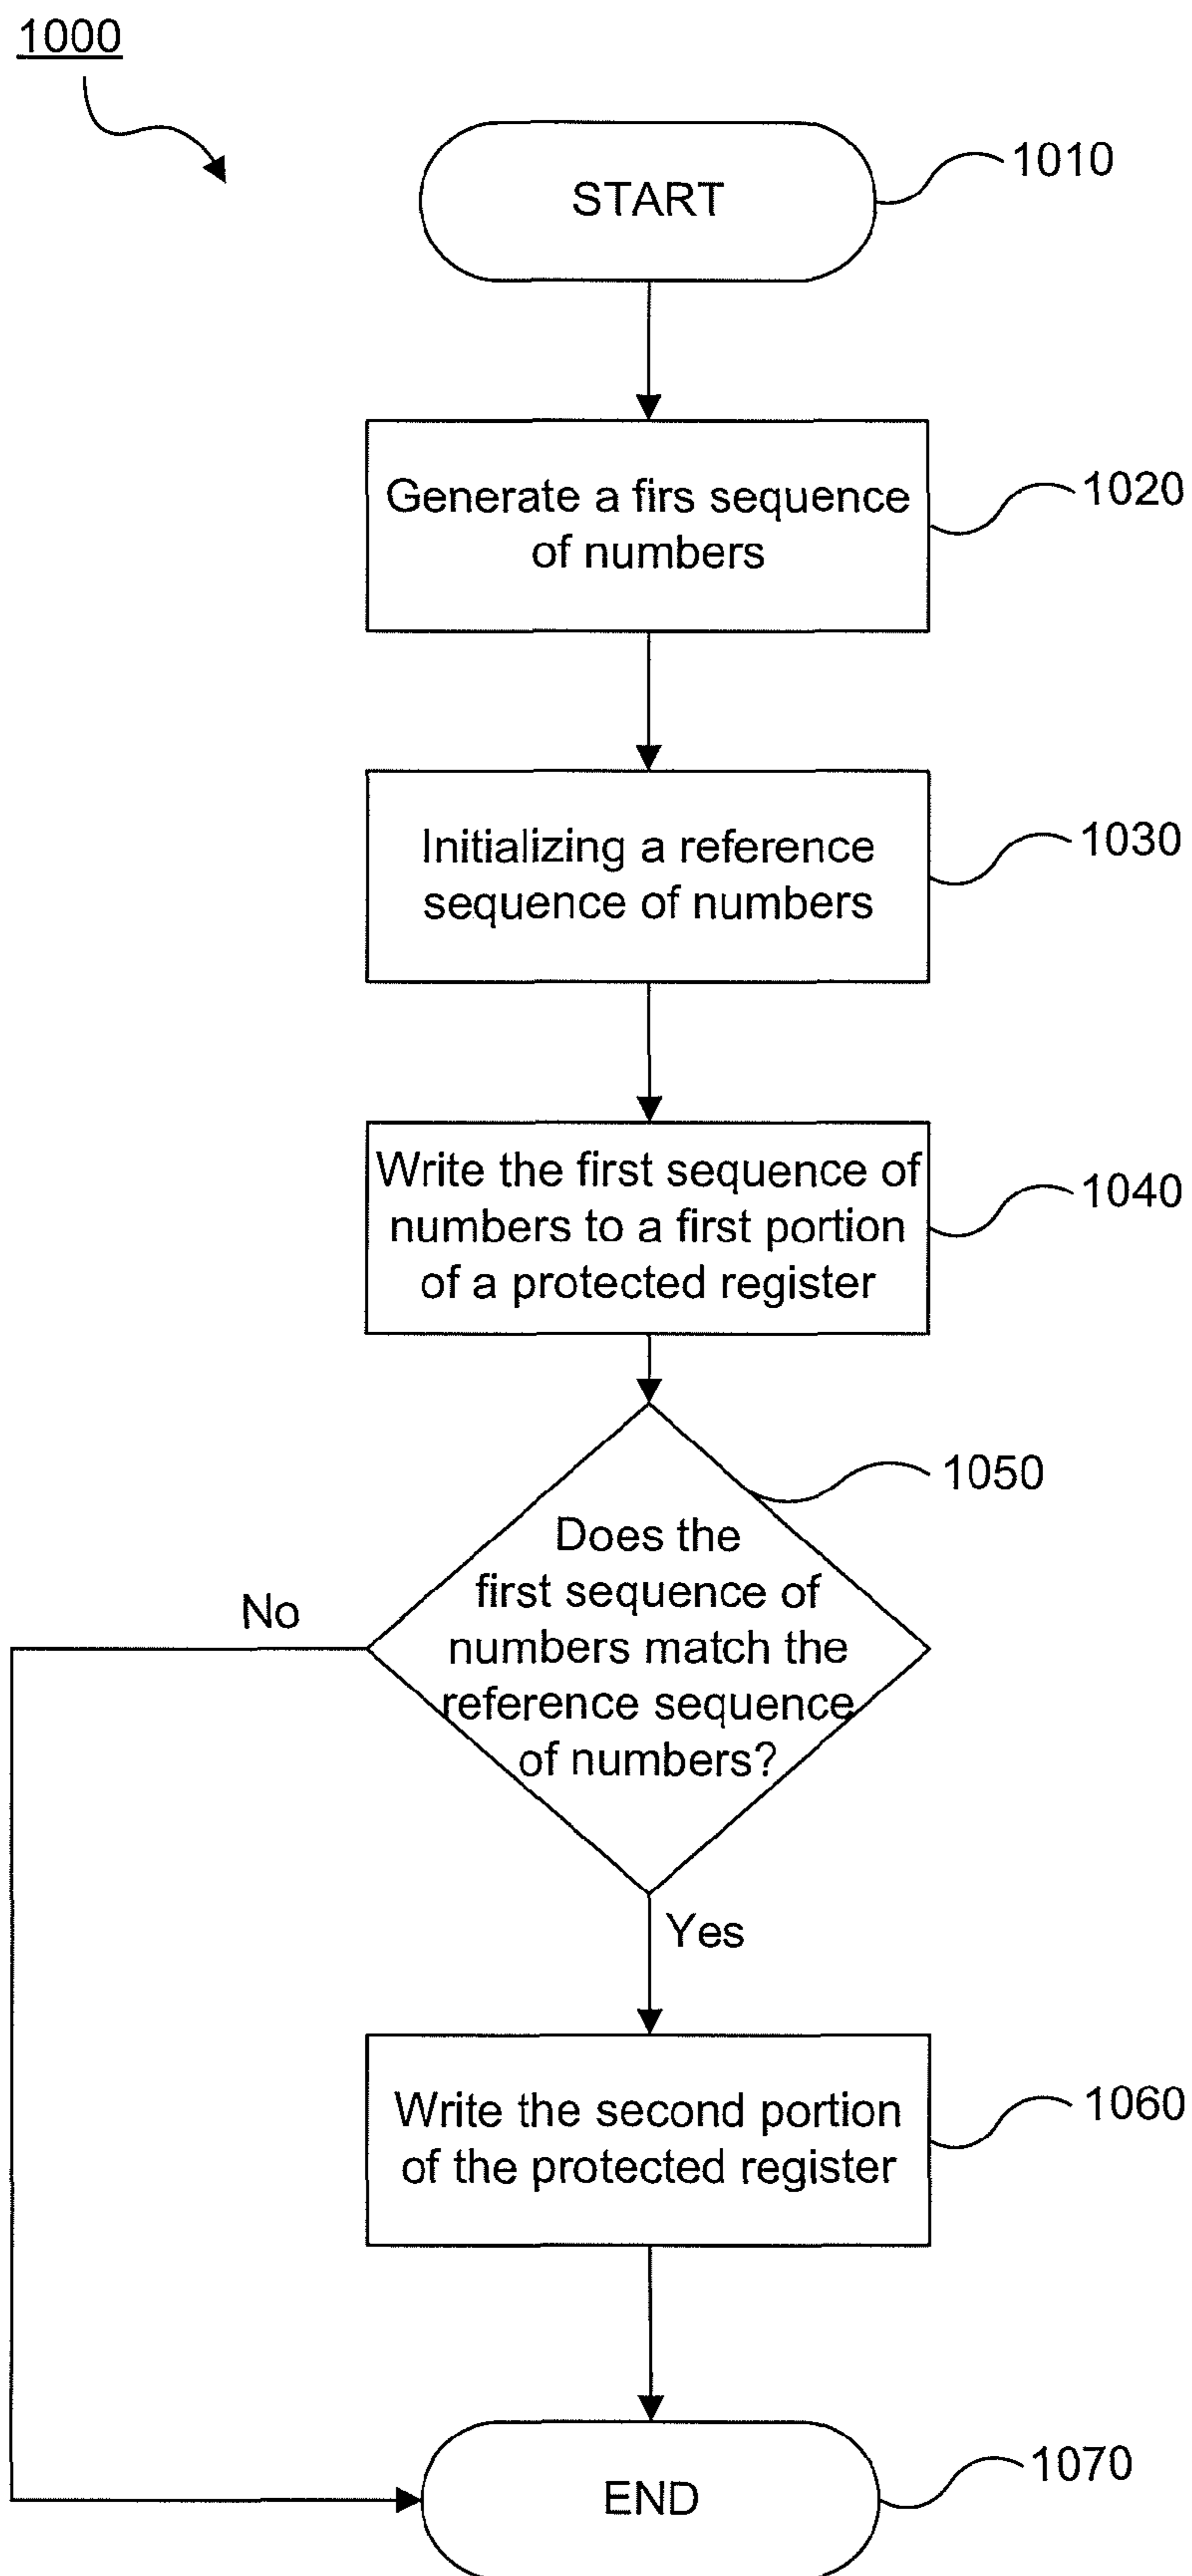 1000
START
1010
Generate a firs sequence
of numbers
1020
Initializing a reference
sequence of numbers
1030
Write the first sequence of
numbers to a first portion
of a protected register
1040
Does the
first sequence of
numbers match the
reference sequence
of numbers?
1050
No
Yes
Write the second portion
of the protected register
1060
END
1070